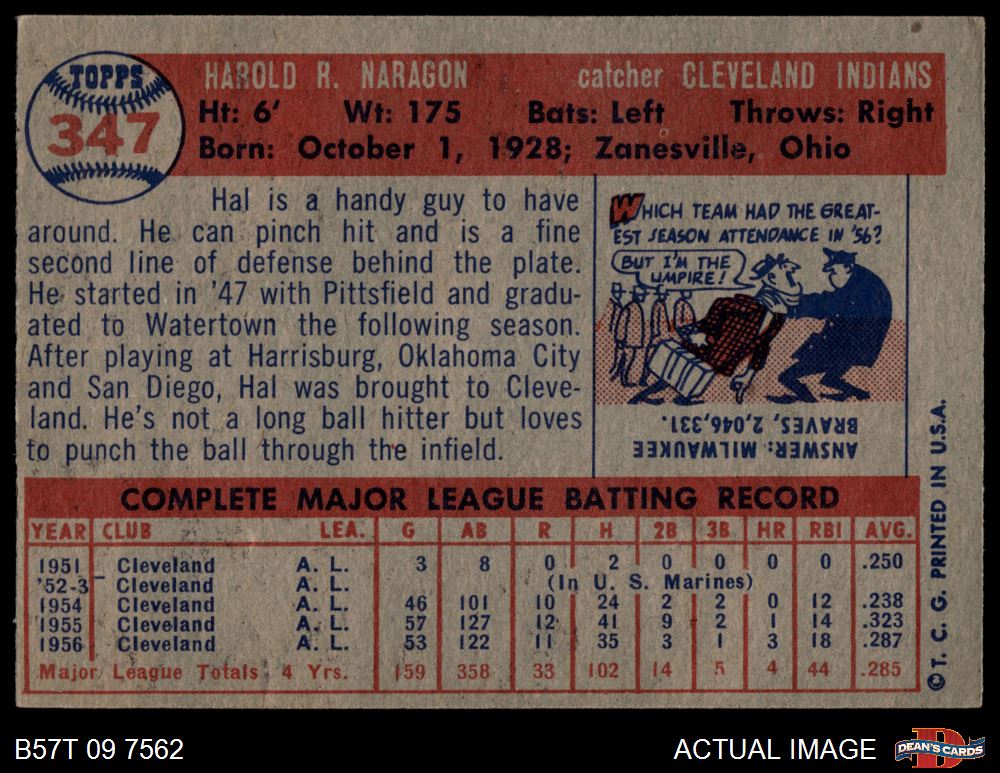 TOPPS
347
HAROLD R. NARAGON catcher CLEVELAND INDIANS
Ht: 6' Wt: 175 Bats: Left Throws: Right
Born: October 1, 1928; Zanesville, Ohio
Hal is a handy guy to have
around. He can pinch hit and is a fine
second line of defense behind the plate.
He started in '47 with Pittsfield and gradu-
ated to Watertown the following season.
After playing at Harrisburg, Oklahoma City
and San Diego, Hal was brought to Cleve-
land. He's not a long ball hitter but loves
to punch the ball through the infield.
WHICH TEAM HAD THE GREAT-
EST SEASON ATTENDANCE IN '56?
BUT I'M THE
UMPIRE!
ANSWER: MILWAUKEE
BRAVES, 2,046,331.
COMPLETE MAJOR LEAGUE BATTING RECORD
YEAR CLUB LEA. G AB R H 2B 3B HR RBI AVG.
1951 Cleveland A. L. 3 8 0 2 0 0 0 0 .250
'52-3 Cleveland A. L. (In U. S. Marines)
1954 Cleveland A. L. 46 101 10 24 2 2 0 12 .238
1955 Cleveland A. L. 57 127 12 41 9 2 1 14 .323
1956 Cleveland A. L. 53 122 11 35 3 1 3 18 .287
Major League Totals 4 Yrs. 159 358 33 102 14 5 4 44 .285
© T. C. G. PRINTED IN U.S.A.
B57T 09 7562 ACTUAL IMAGE
D
DEAN'S CARDS